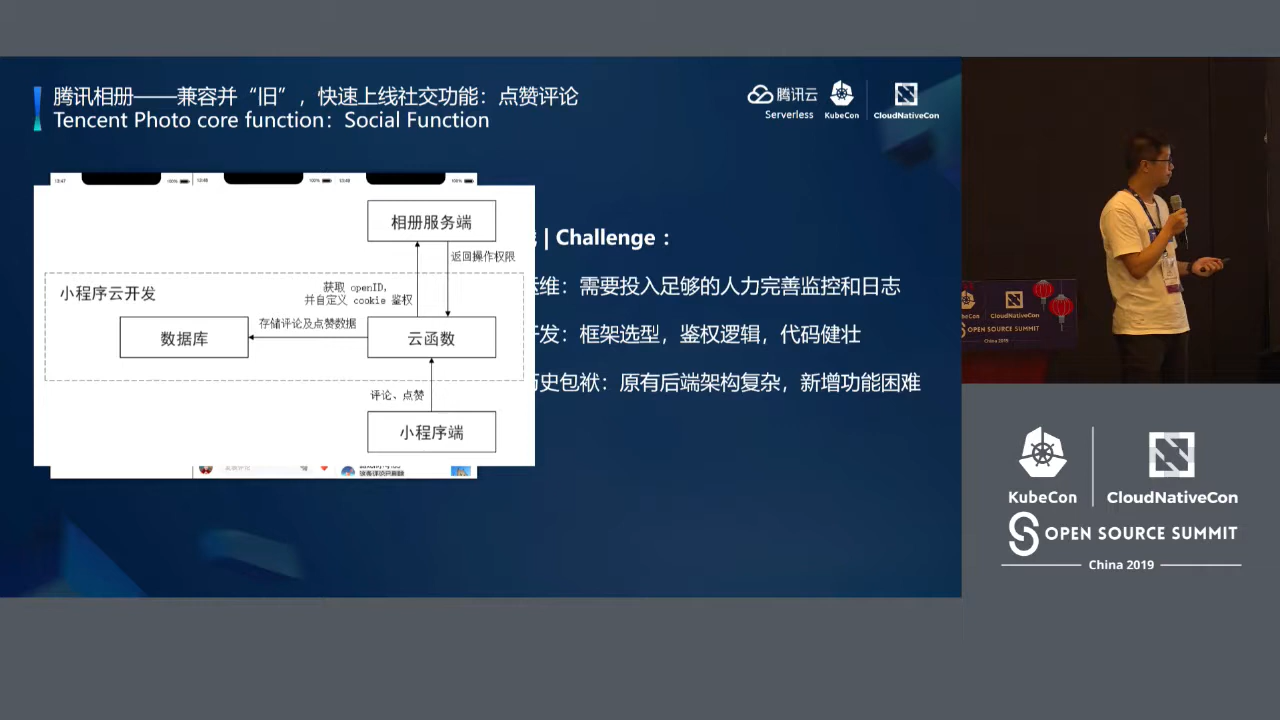 腾讯相册——兼容并“旧”，快速上线社交功能：点赞评论
Tencent Photo core function：Social Function
腾讯云
Serverless
KubeCon
CloudNativeCon
相册服务端
返回操作权限
获取 openID,
并自定义 cookie 鉴权
小程序云开发
存储评论及点赞数据
数据库
云函数
评论、点赞
小程序端
| Challenge：
维：需要投入足够的人力完善监控和日志
发：框架选型，鉴权逻辑，代码健壮
史包袱：原有后端架构复杂，新增功能困难
CloudNativeCon
OPEN SOURCE SUMMIT
China 2019
KubeCon
CloudNativeCon
OPEN SOURCE SUMMIT
China 2019